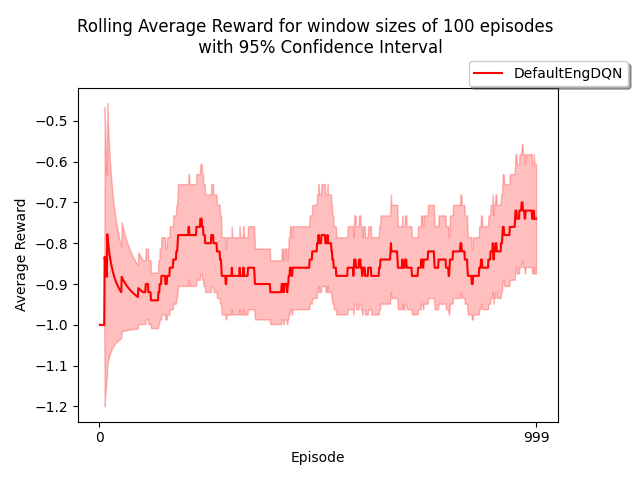 Rolling Average Reward for window sizes of 100 episodes
with 95% Confidence Interval
DefaultEngDQN
−0.5
−0.6
−0.7
−0.8
−0.9
−1.0
−1.1
−1.2
Average Reward
0
999
Episode